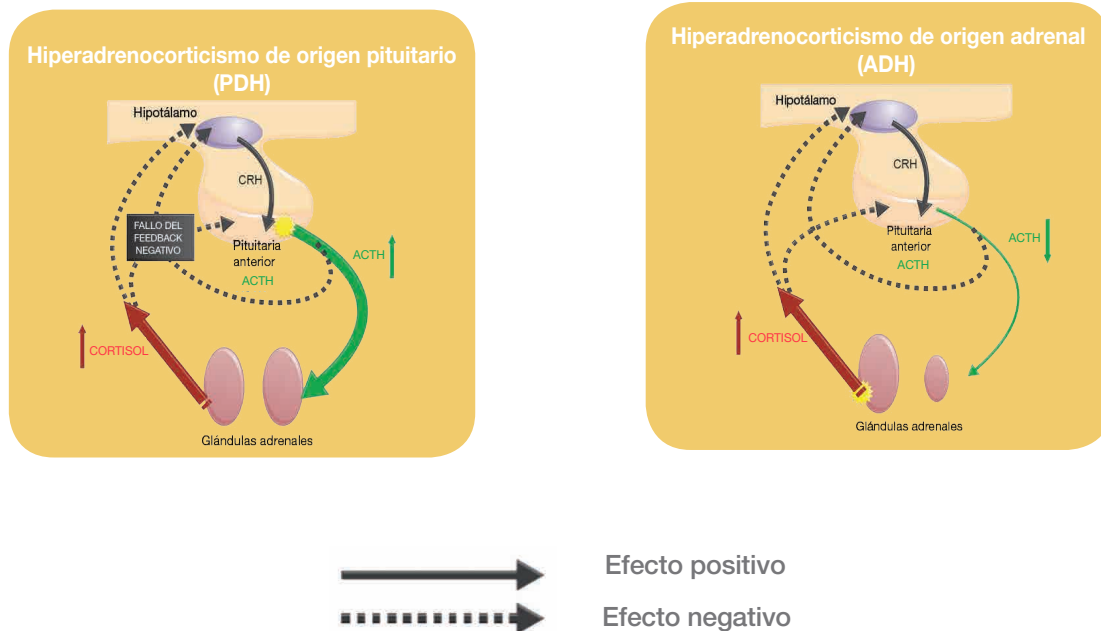 Hiperadrenocorticismo de origen pituitario
(PDH)
Hipotálamo
CRH
FALLO DEL
FEEDBACK
NEGATIVO
Pituitaria
anterior
ACTH
ACTH
CORTISOL
Glándulas adrenales
Hiperadrenocorticismo de origen adrenal
(ADH)
Hipotálamo
CRH
Pituitaria
anterior
ACTH
ACTH
CORTISOL
Glándulas adrenales
Efecto positivo
Efecto negativo